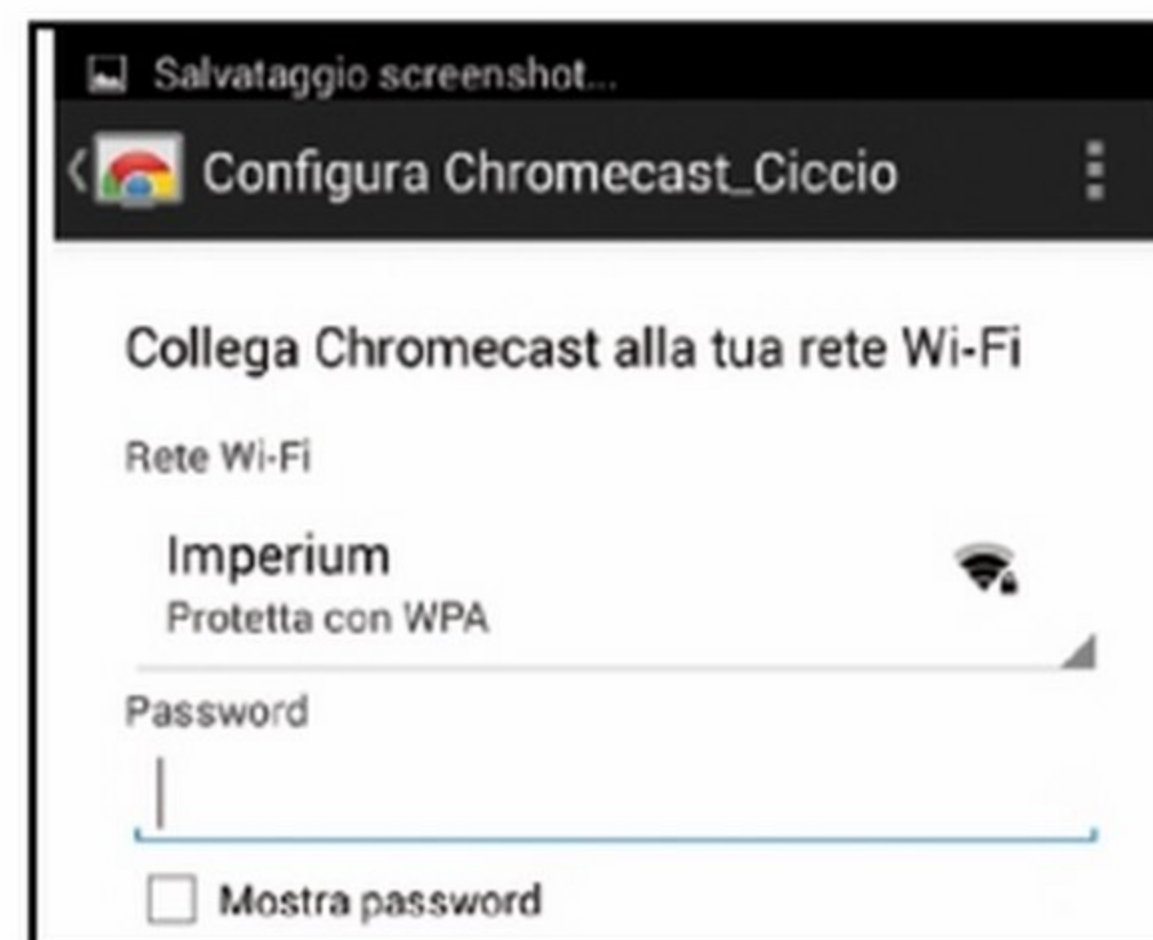 Salvataggio screenshot...
Configura Chromecast_Ciccio
Collega Chromecast alla tua rete Wi-Fi
Rete Wi-Fi
Imperium
Protetta con WPA
Password
Mostra password